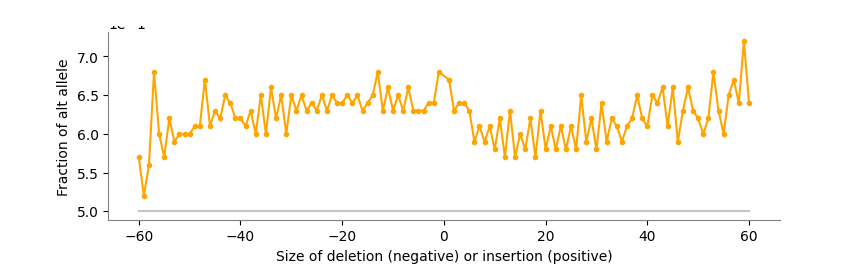 7.0
6.5
6.0
5.5
5.0
Fraction of alt allele
−60 −40 −20 0 20 40 60
Size of deletion (negative) or insertion (positive)